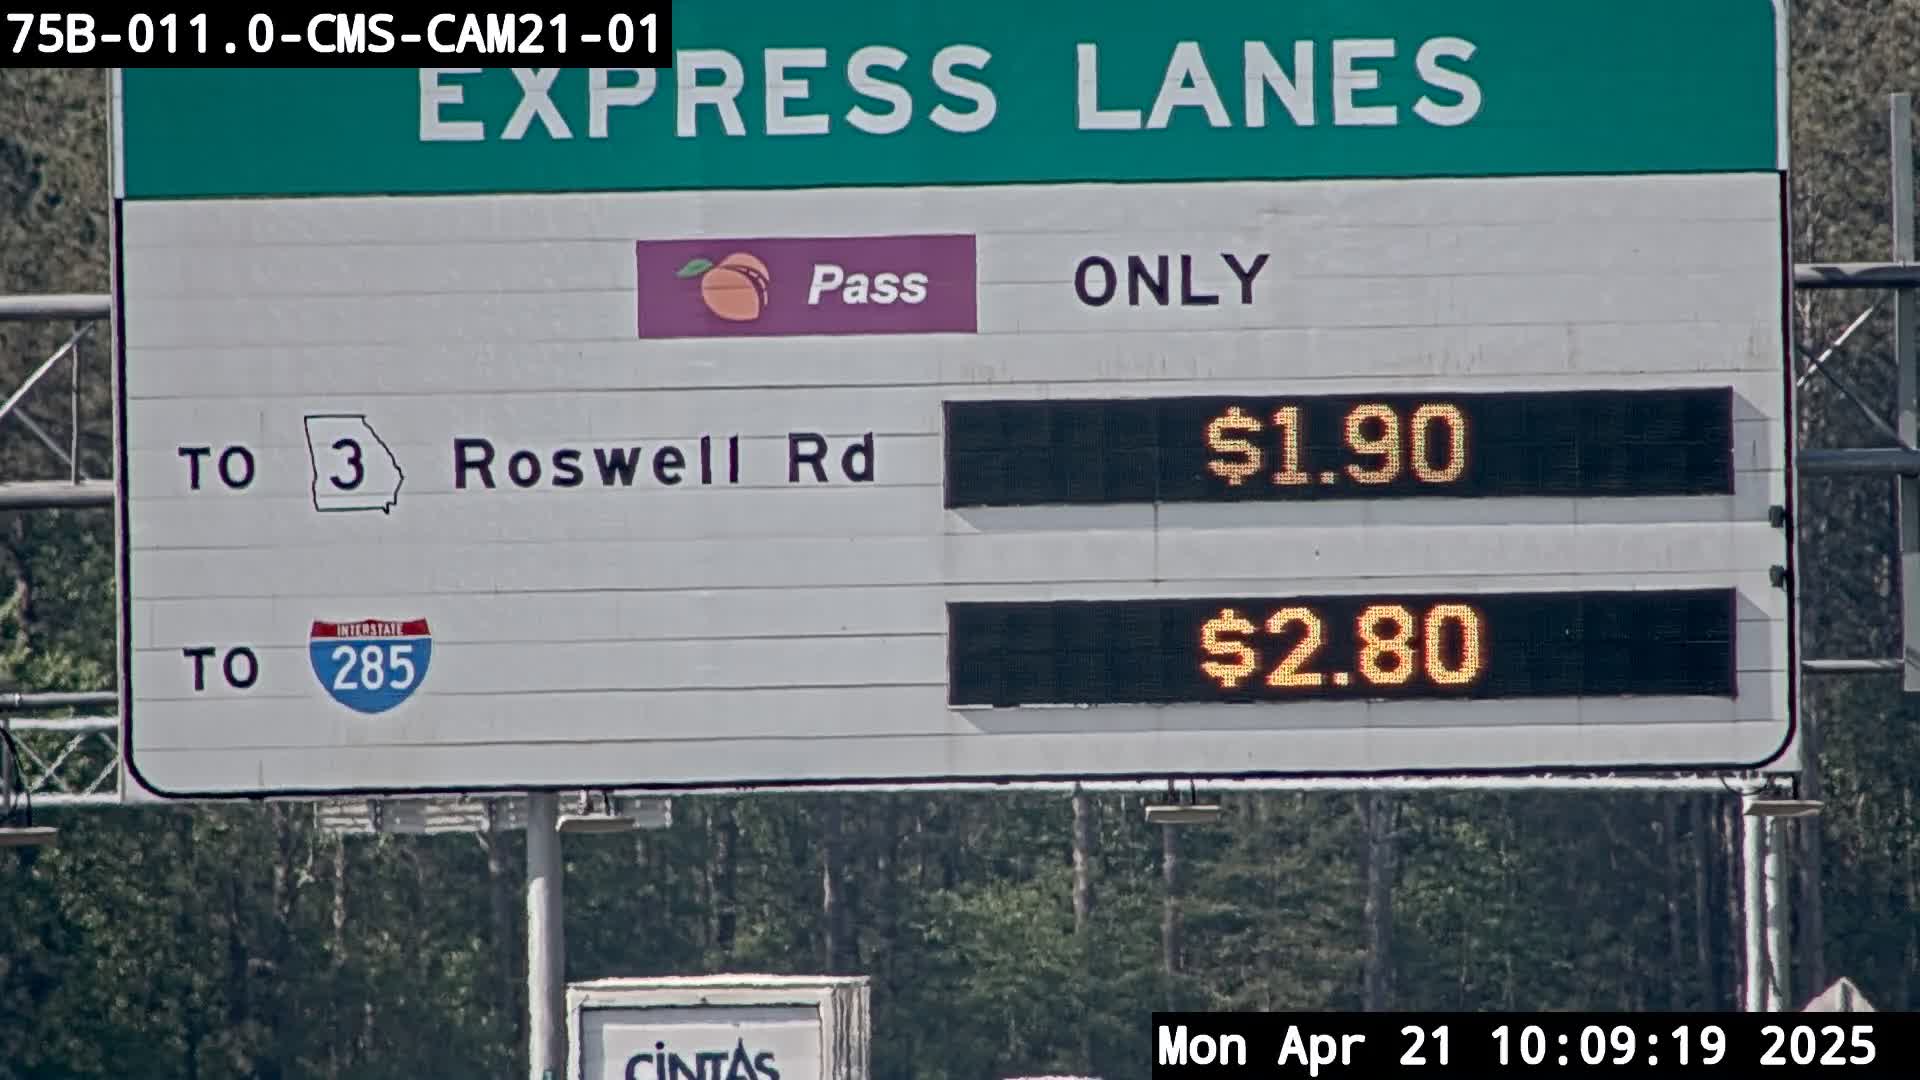 75B-011.0-CMS-CAM21-01
EXPRESS LANES
Pass ONLY
TO 3 Roswell Rd $1.90
INTERSTATE
TO 285 $2.80
CINTAS
Mon Apr 21 10:09:19 2025